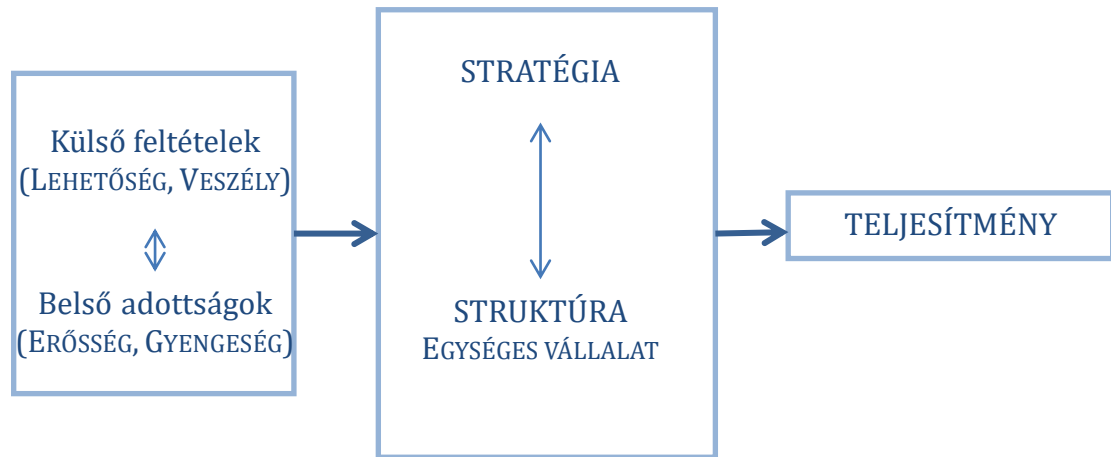 Külső feltételek
(LEHETŐSÉG, VESZÉLY)
Belső adottságok
(ERŐSSÉG, GYENGESÉG)
STRATÉGIA
STRUKTÚRA
EGYSÉGES VÁLLALAT
TELJESÍTMÉNY